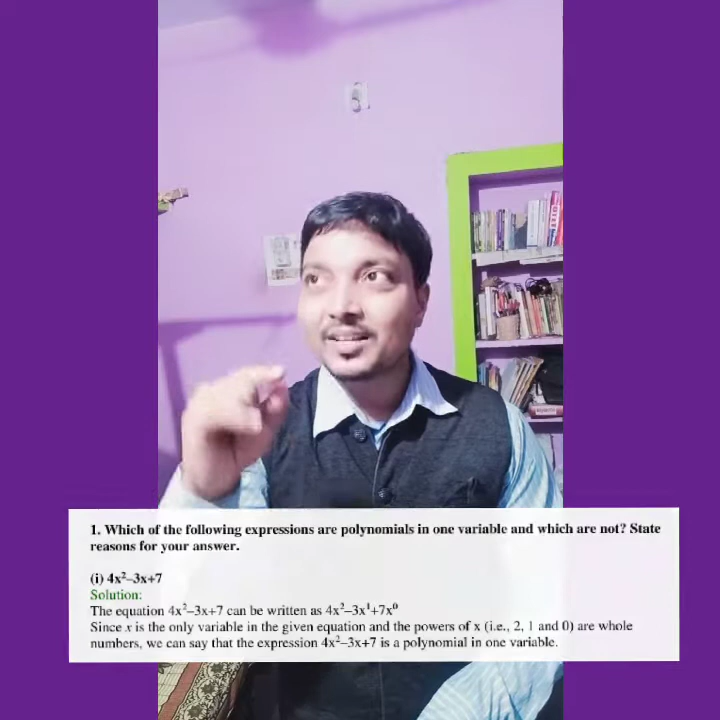 1. Which of the following expressions are polynomials in one variable and which are not? State
reasons for your answer.
(i) 4x²–3x+7
Solution:
The equation 4x²–3x+7 can be written as 4x²–3x¹+7x⁰
Since x is the only variable in the given equation and the powers of x (i.e., 2, 1 and 0) are whole
numbers, we can say that the expression 4x²–3x+7 is a polynomial in one variable.